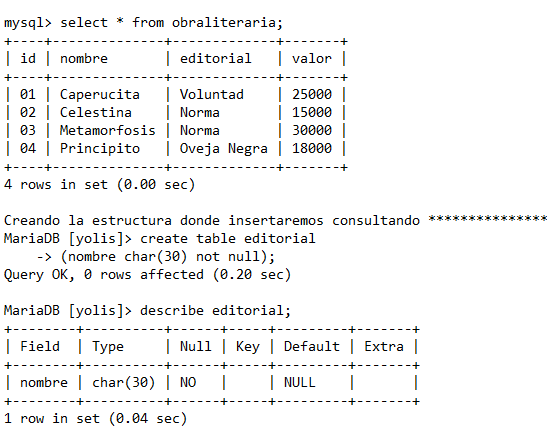 mysql> select * from obraliteraria;
+----+--------------+-------------+-------+
| id | nombre       | editorial   | valor |
+----+--------------+-------------+-------+
| 01 | Caperucita   | Voluntad    | 25000 |
| 02 | Celestina    | Norma       | 15000 |
| 03 | Metamorfosis | Norma       | 30000 |
| 04 | Principito   | Oveja Negra | 18000 |
+----+--------------+-------------+-------+
4 rows in set (0.00 sec)

Creando la estructura donde insertaremos consultando ***************
MariaDB [yolis]> create table editorial
    -> (nombre char(30) not null);
Query OK, 0 rows affected (0.20 sec)

MariaDB [yolis]> describe editorial;
+--------+----------+------+-----+---------+-------+
| Field  | Type     | Null | Key | Default | Extra |
+--------+----------+------+-----+---------+-------+
| nombre | char(30) | NO   |     | NULL    |       |
+--------+----------+------+-----+---------+-------+
1 row in set (0.04 sec)